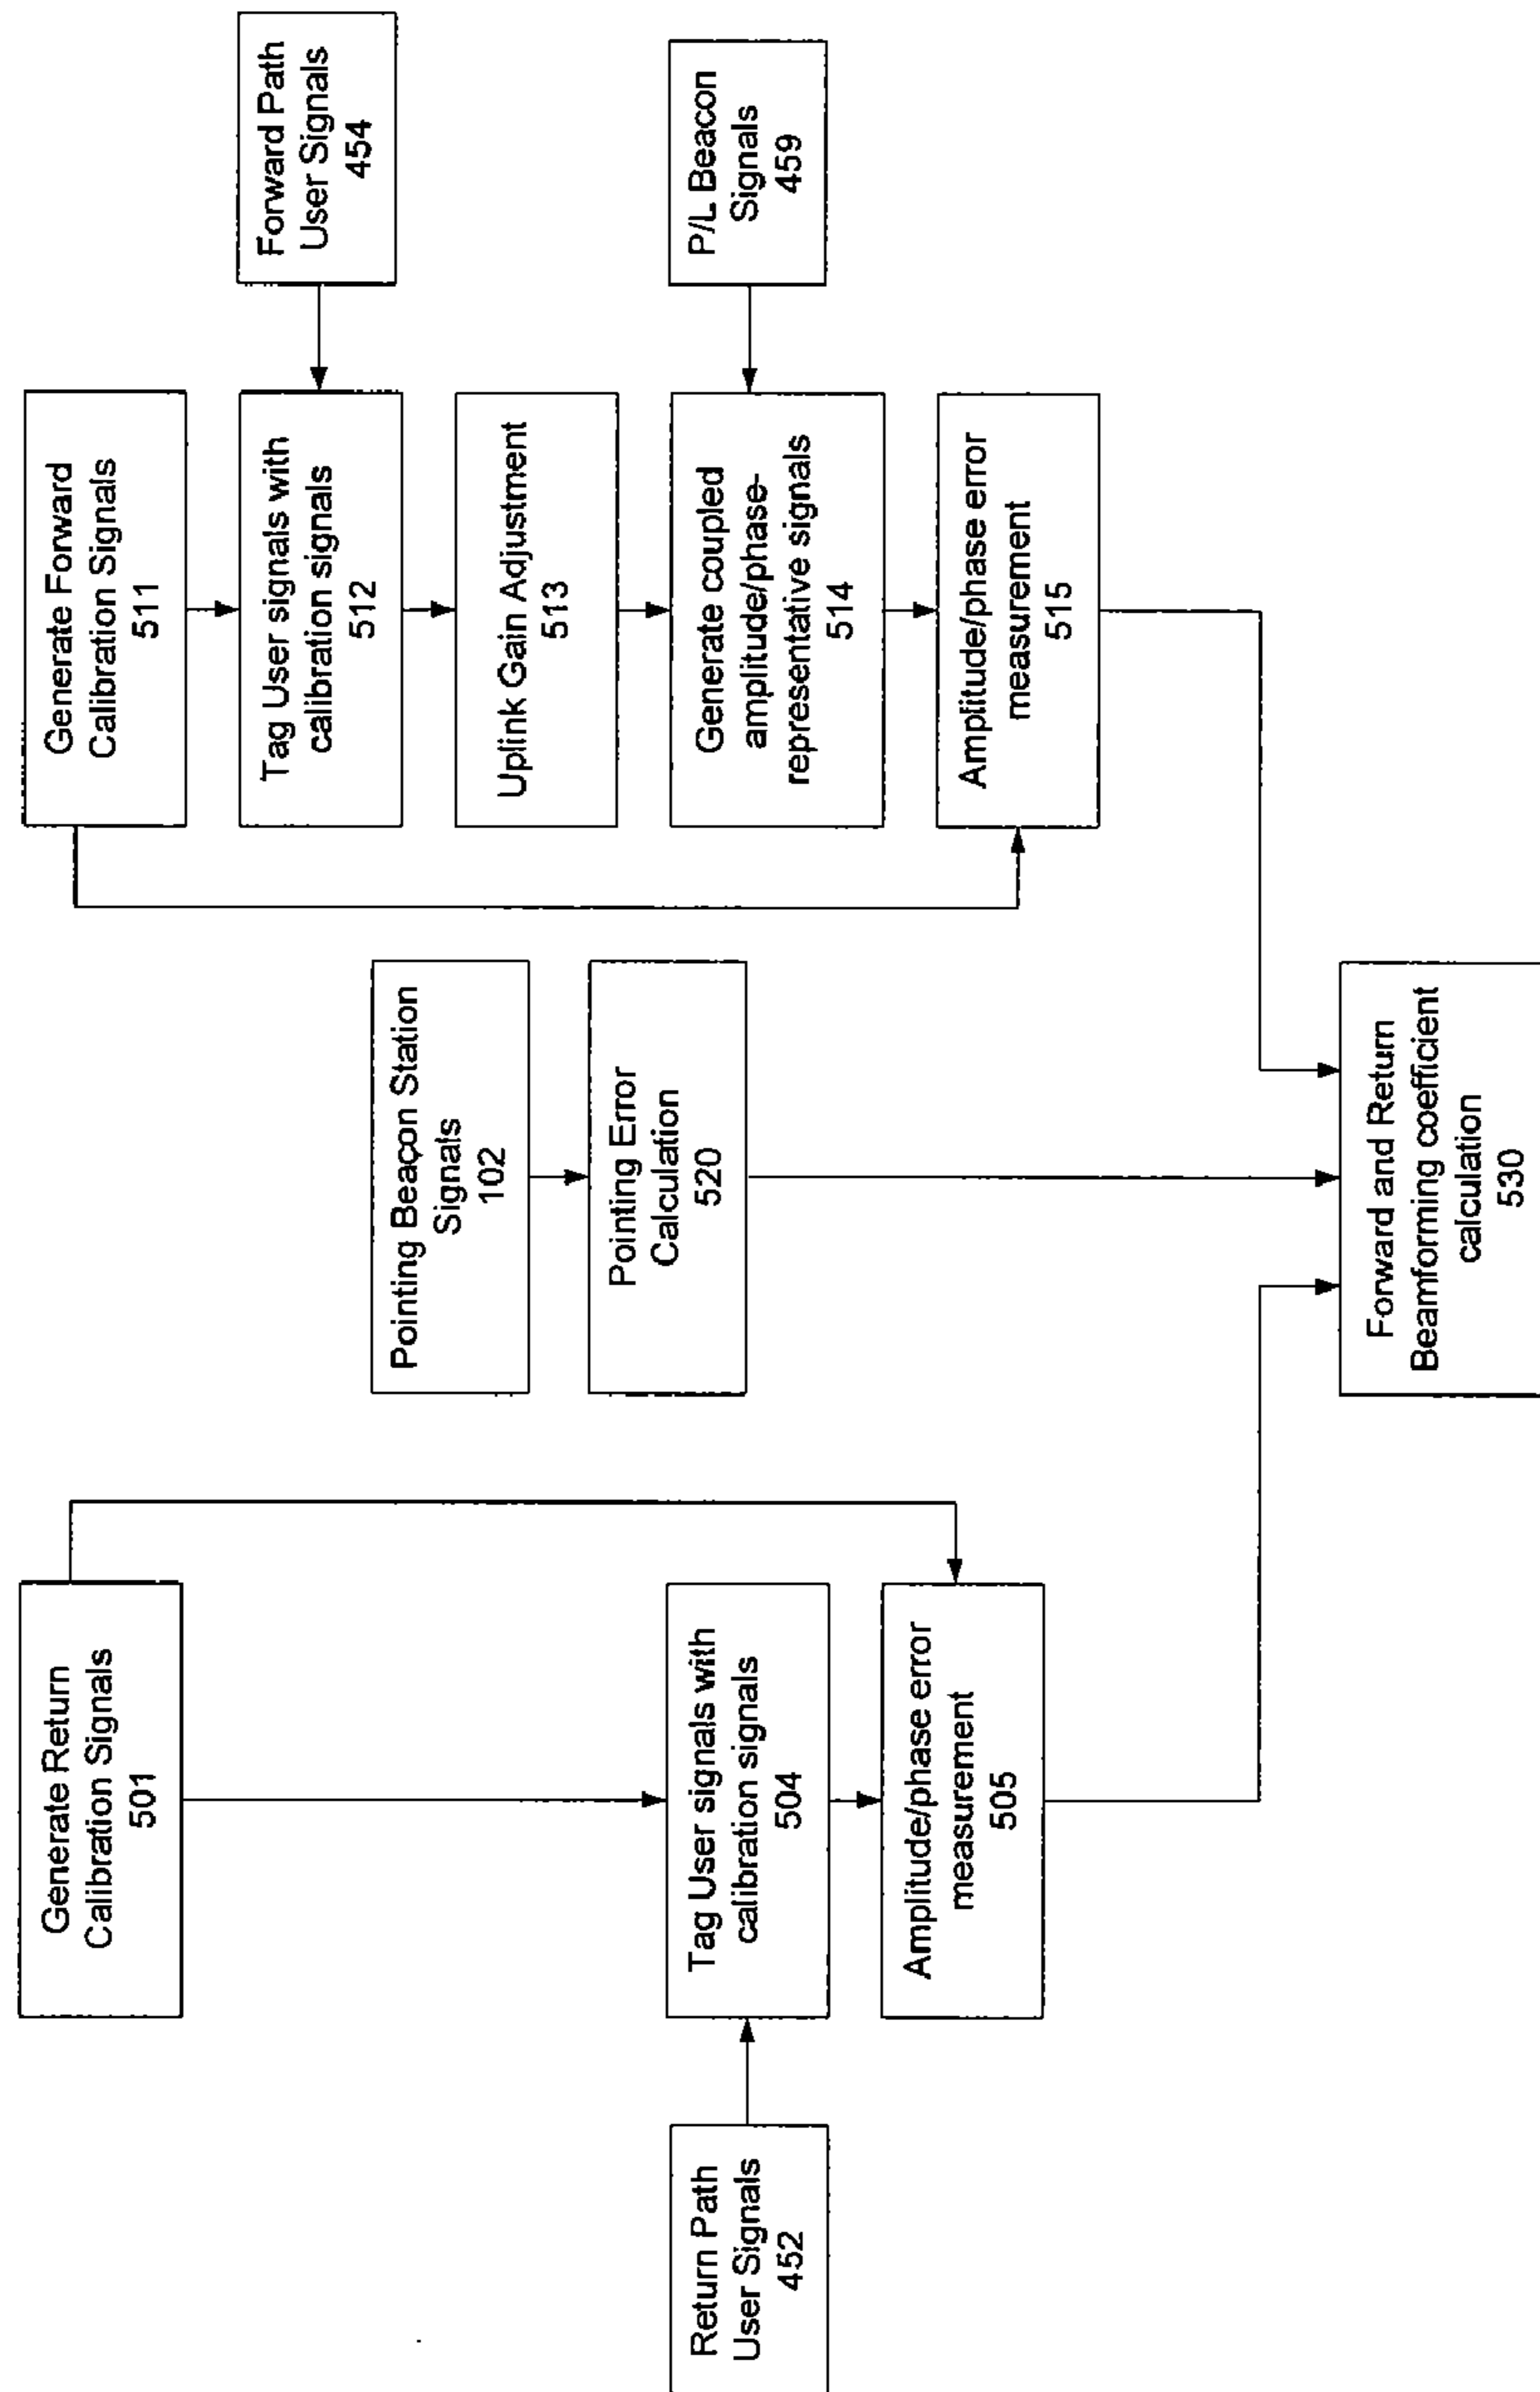 Generate Return
Calibration Signals
501
Return Path
User Signals
452
Tag User signals with
calibration signals
504
Amplitude/phase error
measurement
505
Pointing Beacon Station
Signals
102
Pointing Error
Calculation
520
Generate Forward
Calibration Signals
511
Forward Path
User Signals
454
Tag User signals with
calibration signals
512
Uplink Gain Adjustment
513
P/L Beacon
Signals
459
Generate coupled
amplitude/phase-
representative signals
514
Amplitude/phase error
measurement
515
Forward and Return
Beamforming coefficient
calculation
530